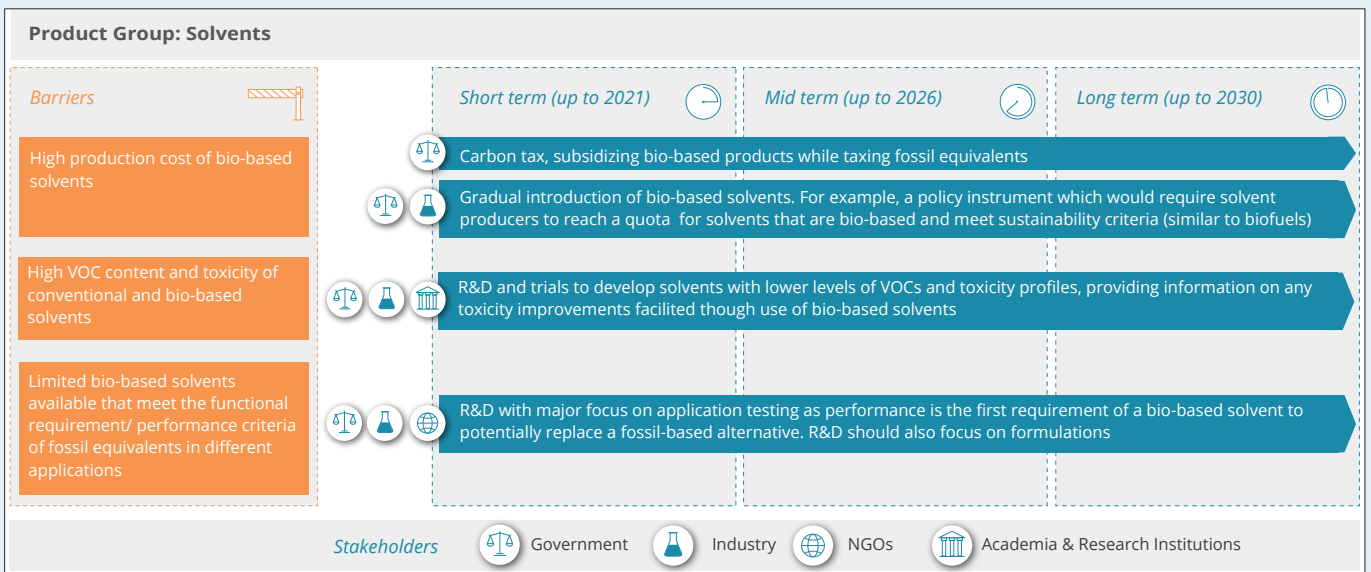 Product Group: Solvents
Barriers
Short term (up to 2021)
Mid term (up to 2026)
Long term (up to 2030)
High production cost of bio-based
solvents
Carbon tax, subsidizing bio-based products while taxing fossil equivalents
Gradual introduction of bio-based solvents. For example, a policy instrument which would require solvent
producers to reach a quota for solvents that are bio-based and meet sustainability criteria (similar to biofuels)
High VOC content and toxicity of
conventional and bio-based
solvents
R&D and trials to develop solvents with lower levels of VOCs and toxicity profiles, providing information on any
toxicity improvements facilited though use of bio-based solvents
Limited bio-based solvents
available that meet the functional
requirement/ performance criteria
of fossil equivalents in different
applications
R&D with major focus on application testing as performance is the first requirement of a bio-based solvent to
potentially replace a fossil-based alternative. R&D should also focus on formulations
Stakeholders
Government
Industry
NGOs
Academia & Research Institutions